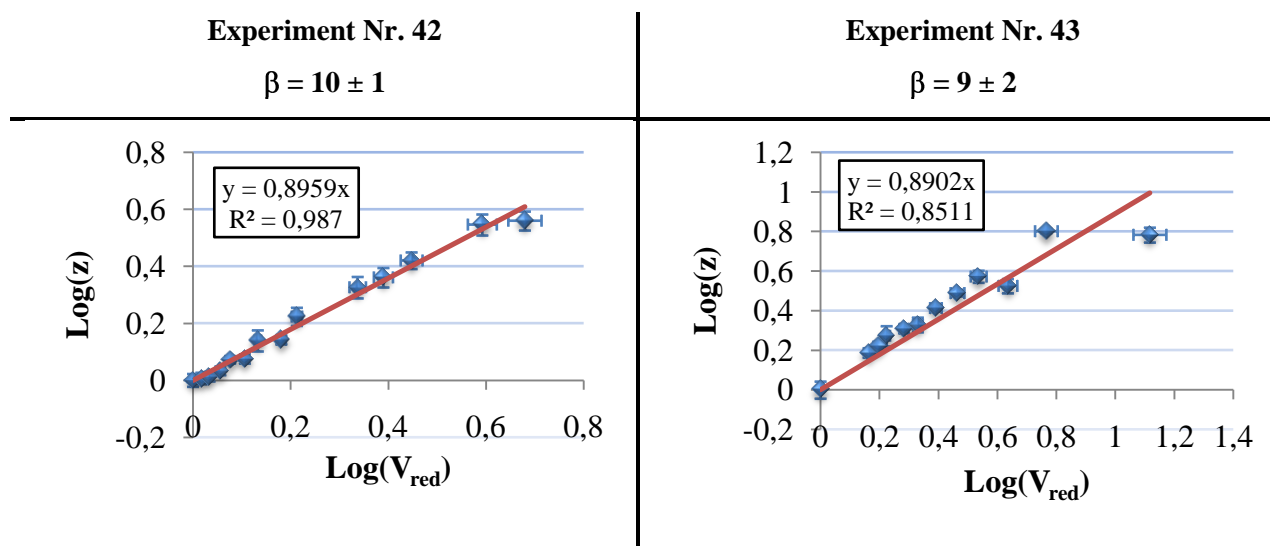 Experiment Nr. 42
β = 10 ± 1
Experiment Nr. 43
β = 9 ± 2
0,8
0,6
0,4
0,2
0
-0,2
Log(z)
y = 0,8959x
R² = 0,987
0
0,2
0,4
0,6
0,8
Log(Vred)
1,2
1
0,8
0,6
0,4
0,2
0
-0,2
Log(z)
y = 0,8902x
R² = 0,8511
0
0,2
0,4
0,6
0,8
1
1,2
1,4
Log(Vred)